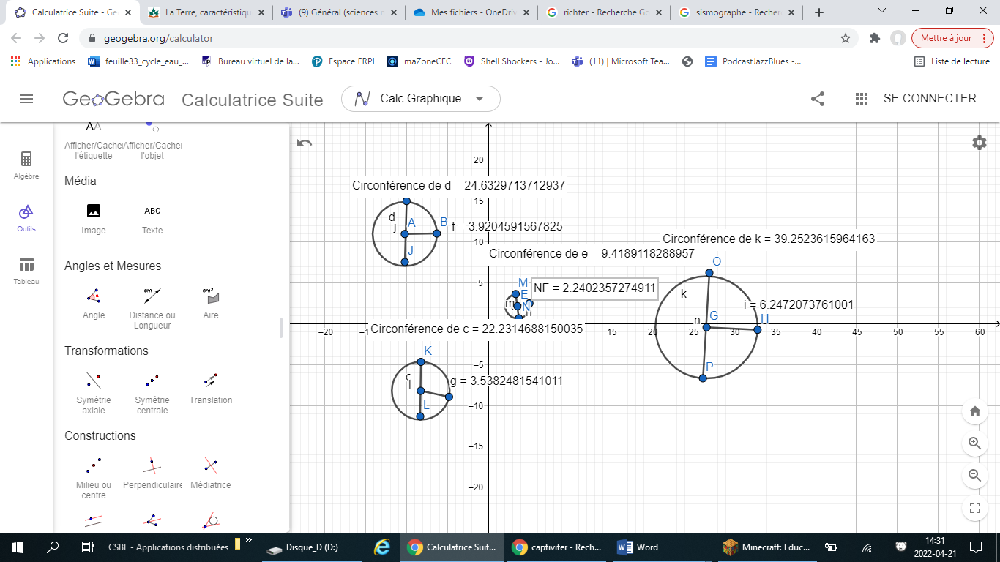 Calculatrice Suite - Ge
La Terre, caractéristiqu
(9) Général (sciences n
Mes fichiers - OneDriv
richter - Recherche Go
sismographe - Recher
geogebra.org/calculator
Mettre à jour
Applications
feuille33_cycle_eau_...
Bureau virtuel de la...
Espace ERPI
maZoneCEC
Shell Shockers - Jo...
(11) | Microsoft Tea...
PodcastJazzBlues -...
Liste de lecture
GeoGebra
Calculatrice Suite
Calc Graphique
SE CONNECTER
Algèbre
Outils
Tableau
AA
Afficher/Cacher
l'étiquette
Afficher/Cacher
l'objet
Média
Image
ABC
Texte
Angles et Mesures
Angle
Distance ou
Longueur
cm²
Aire
Transformations
Symétrie
axiale
Symétrie
centrale
Translation
Constructions
Milieu ou
centre
Perpendiculaire
Médiatrice
20
Circonférence de d = 24.6329713712937
15
d
j
A
B
f = 3.9204591567825
10
J
Circonférence de k = 39.2523615964163
Circonférence de e = 9.4189118288957
O
5
M
NF = 2.2402357274911
E
m
N
k
i = 6.2472073761001
n
G
H
Circonférence de c = 22.2314688150035
−20
−1
15
20
25
30
35
40
45
50
55
60
K
−5
P
c
g = 3.5382481541011
L
−10
−15
−20
CSBE - Applications distribuées
Disque_D (D:)
Calculatrice Suit...
captiviter - Rech...
Word
Minecraft: Educ...
14:31
2022-04-21